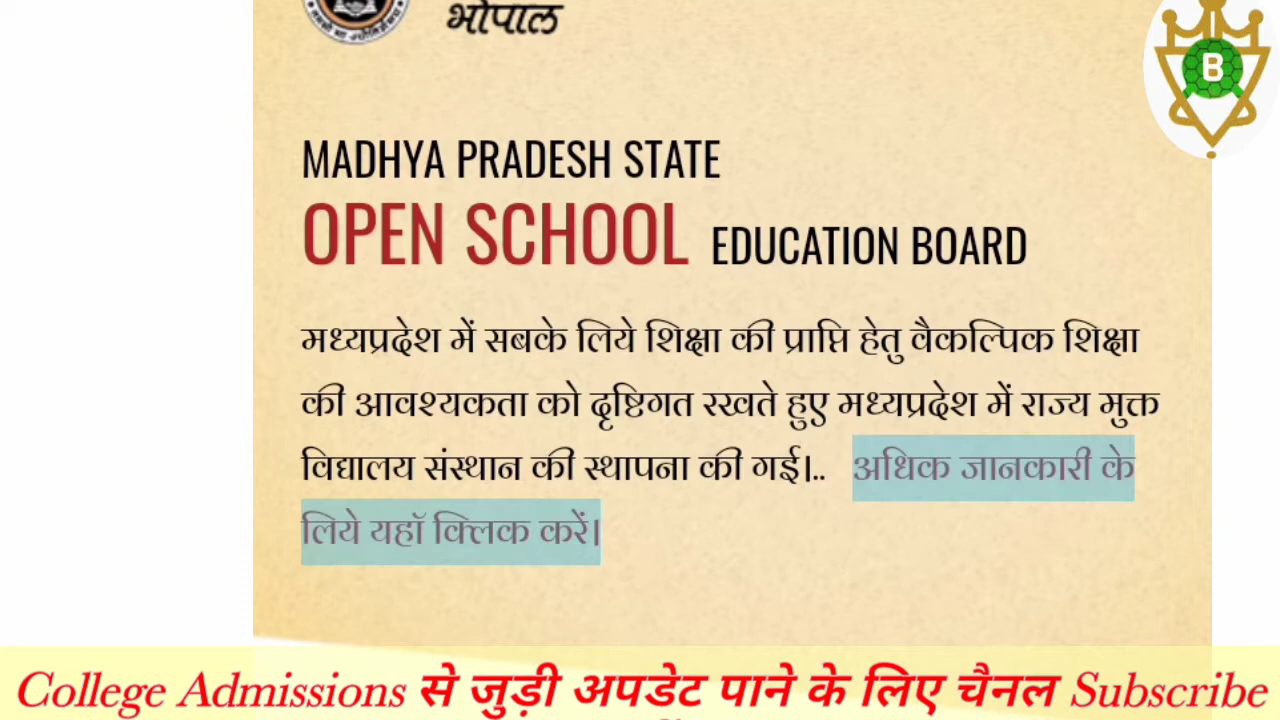 भोपाल
B
MADHYA PRADESH STATE
OPEN SCHOOL EDUCATION BOARD
मध्यप्रदेश में सबके लिये शिक्षा की प्राप्ति हेतु वैकल्पिक शिक्षा
की आवश्यकता को दृष्टिगत रखते हुए मध्यप्रदेश में राज्य मुक्त
विद्यालय संस्थान की स्थापना की गई।.. अधिक जानकारी के
लिये यहॉ क्लिक करें।
College Admissions से जुड़ी अपडेट पाने के लिए चैनल Subscribe